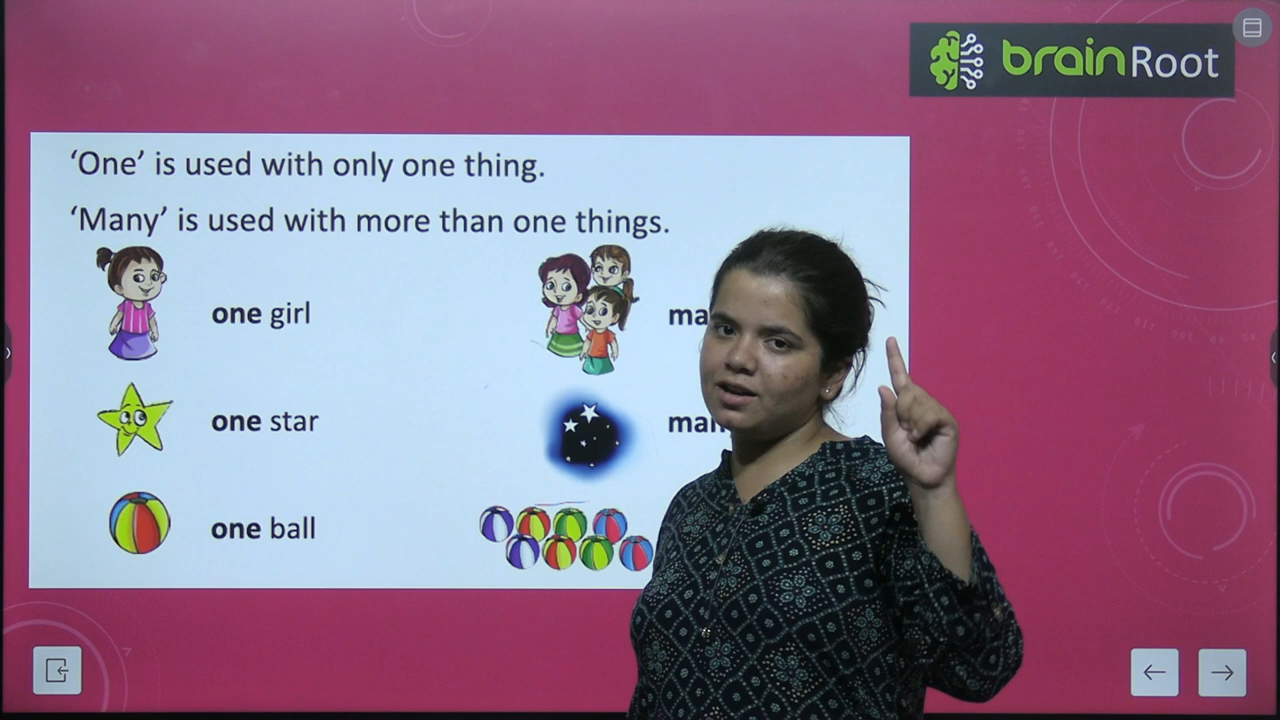 brainRoot
‘One’ is used with only one thing.
‘Many’ is used with more than one things.
one girl
one star
one ball